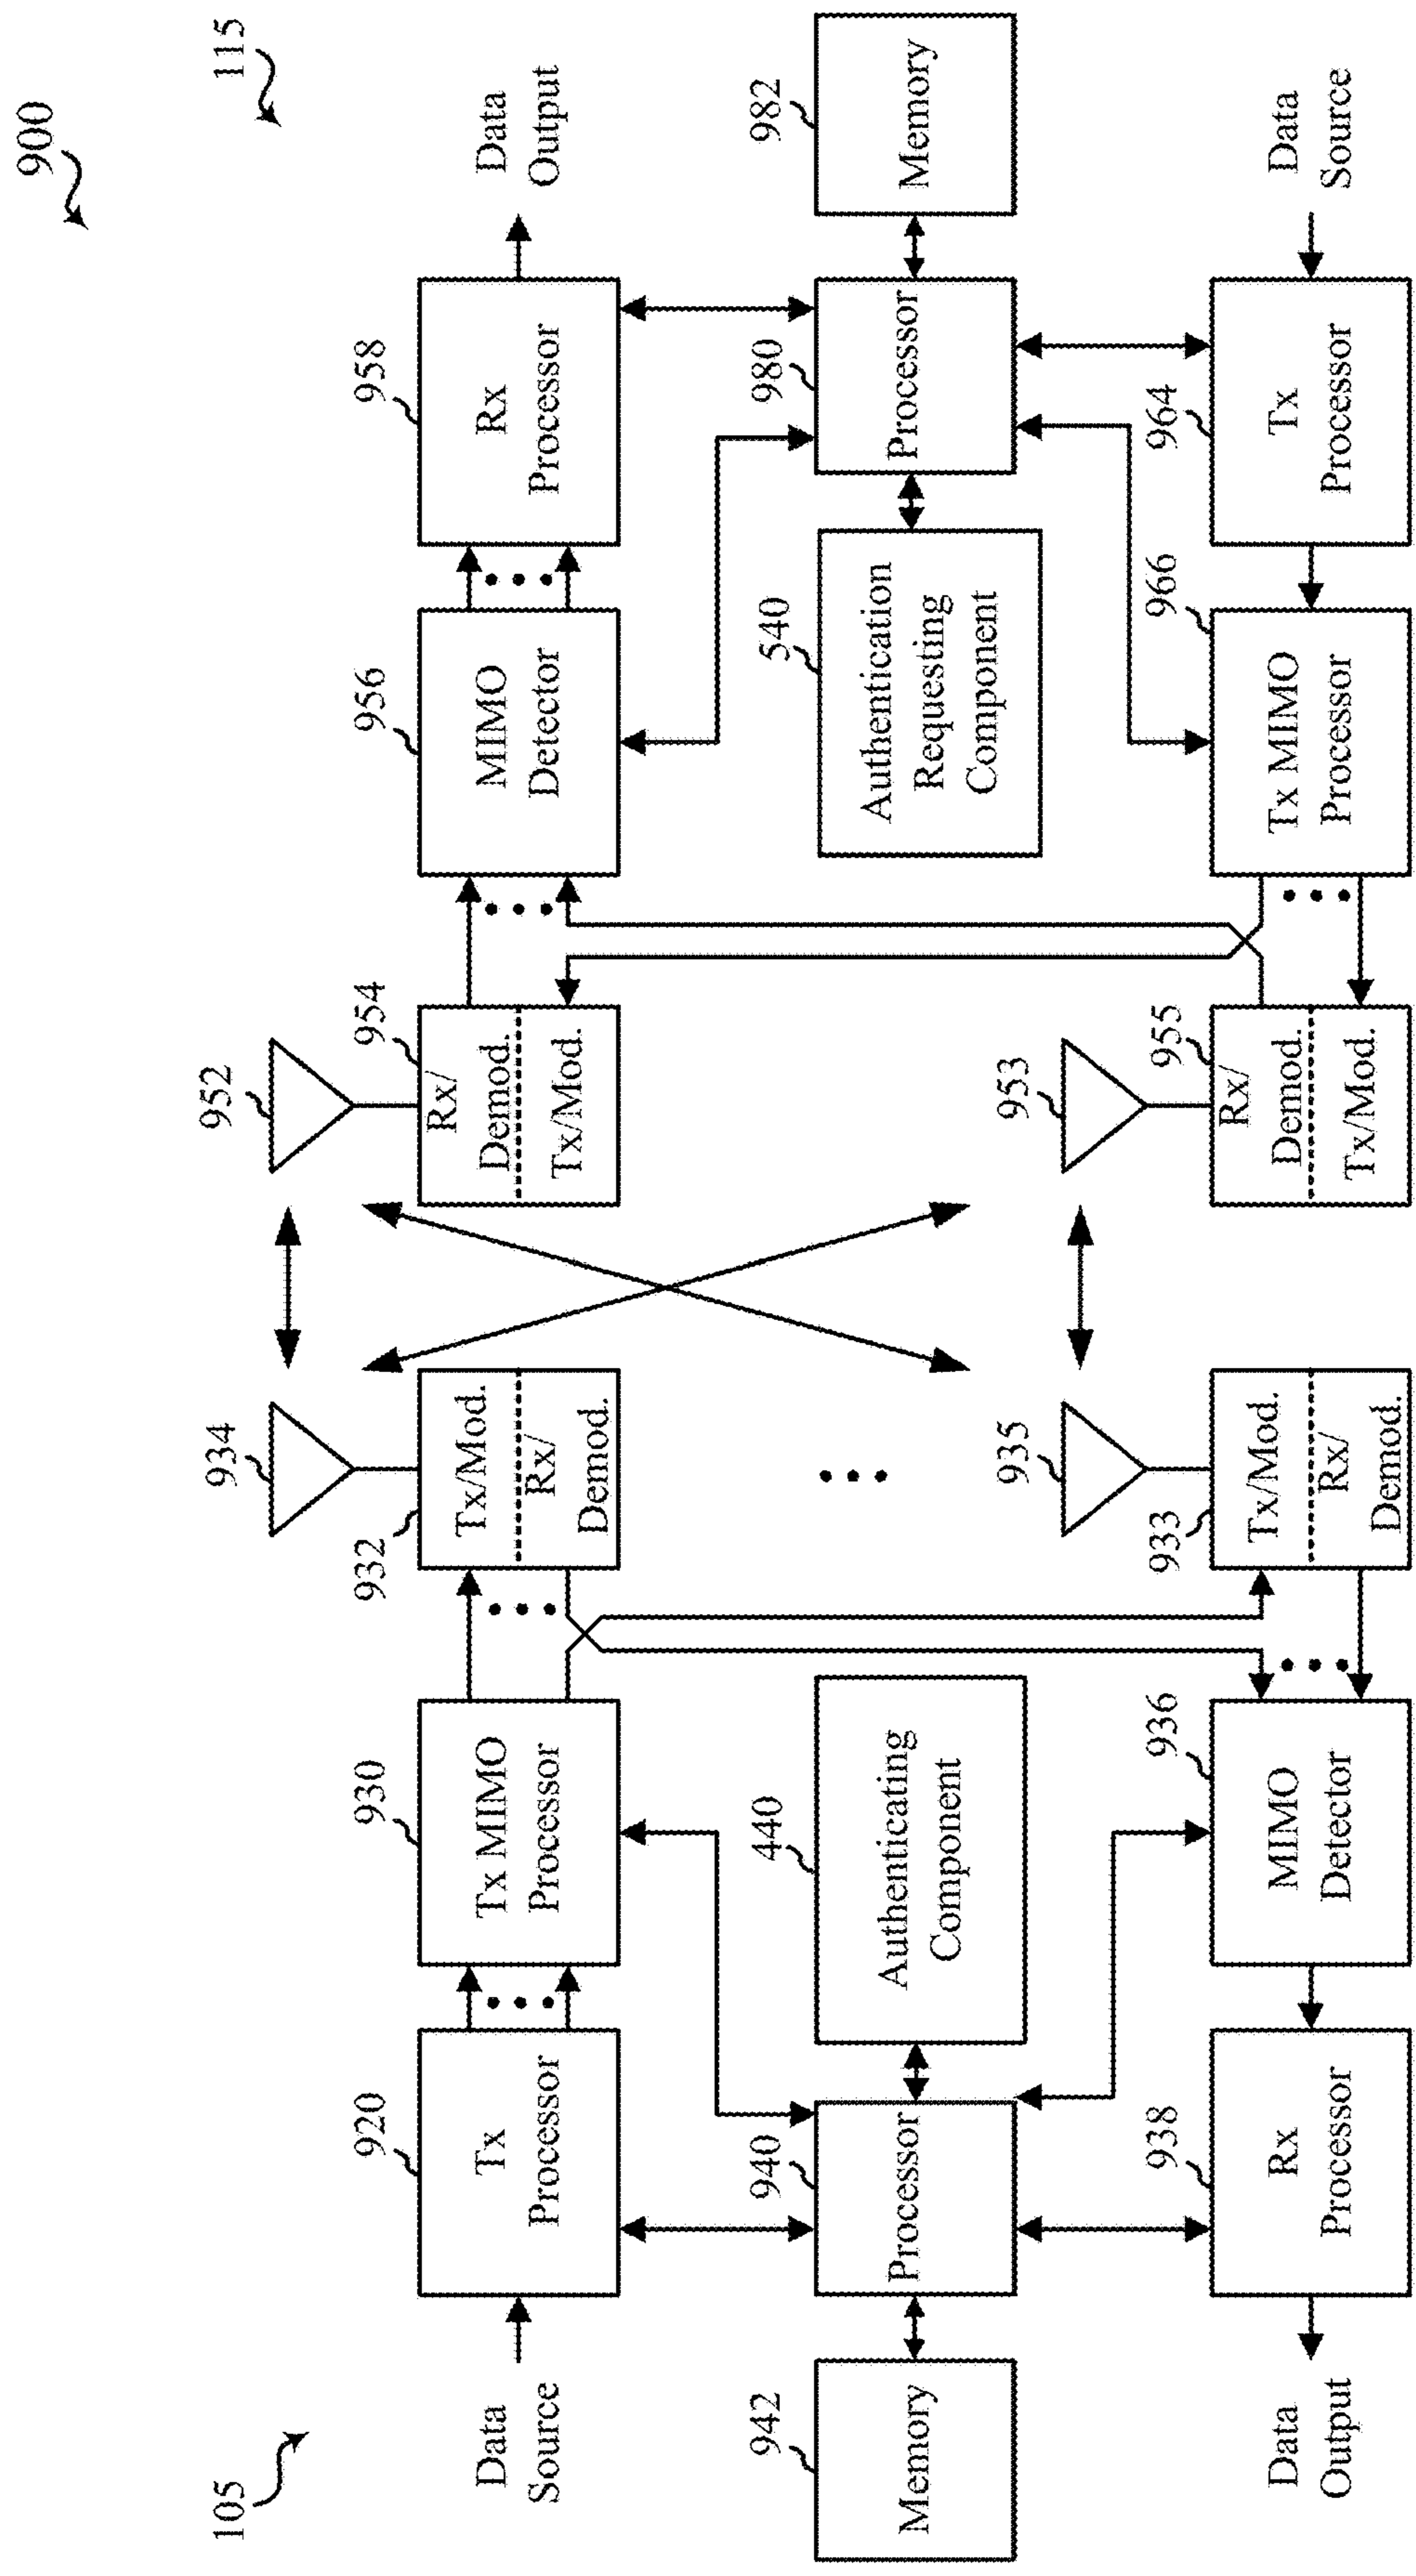 900
105
115
934
952
Data
Source
920
Tx
Processor
930
Tx MIMO
Processor
932
Tx/Mod.
Rx/
Demod.
954
Rx/
Demod.
Tx/Mod.
956
MIMO
Detector
958
Rx
Processor
Data
Output
942
Memory
940
Processor
440
Authenticating
Component
540
Authentication
Requesting
Component
980
Processor
982
Memory
935
953
Data
Output
938
Rx
Processor
936
MIMO
Detector
933
Tx/Mod.
Rx/
Demod.
955
Rx/
Demod.
Tx/Mod.
966
Tx MIMO
Processor
964
Tx
Processor
Data
Source